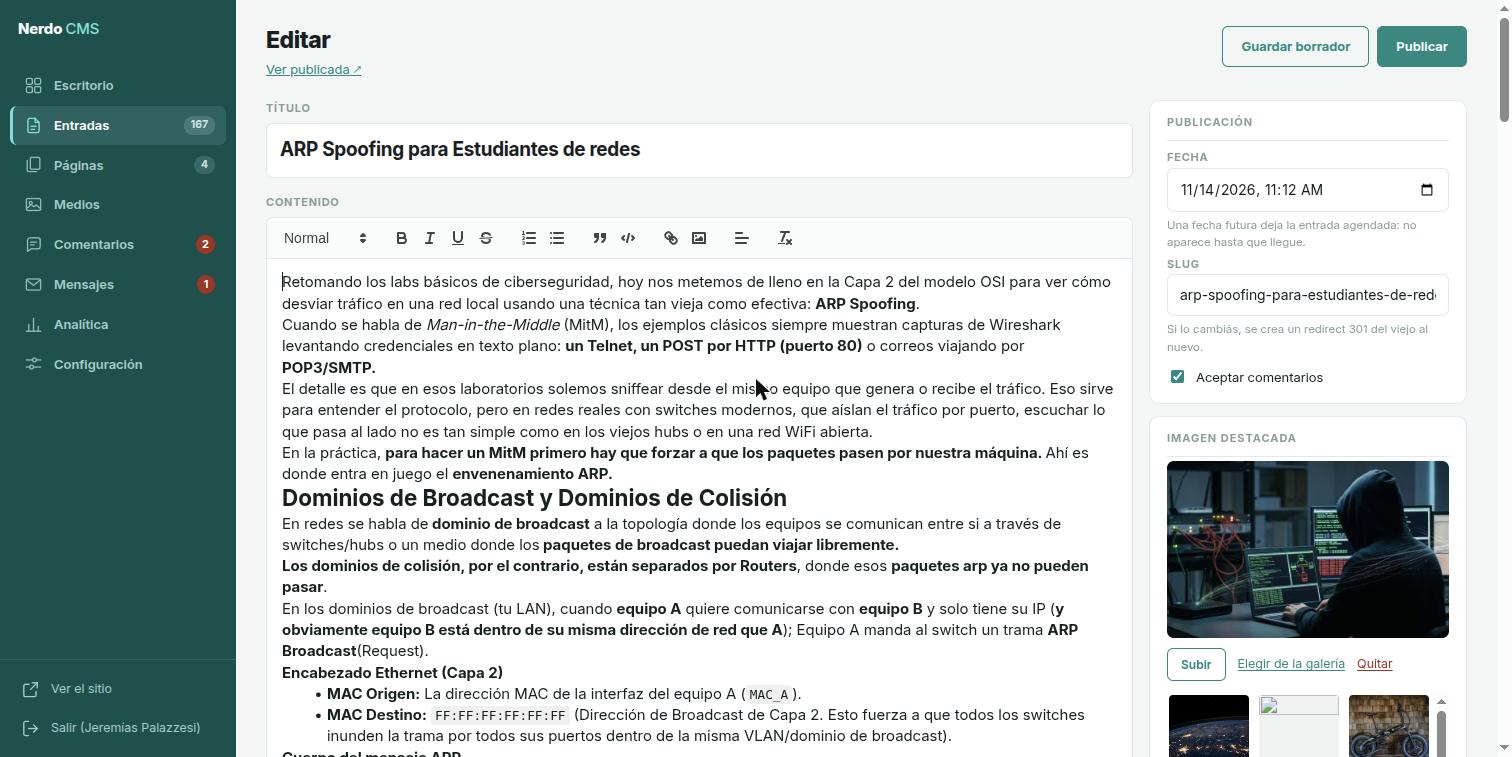 Nerdo CMS
Escritorio
Entradas 167
Páginas 4
Medios
Comentarios 2
Mensajes 1
Analítica
Configuración
Ver el sitio
Salir (Jeremías Palazzesi)
Editar
Ver publicada ↗
Guardar borrador
Publicar
TÍTULO
ARP Spoofing para Estudiantes de redes
CONTENIDO
Normal
Retomando los labs básicos de ciberseguridad, hoy nos metemos de lleno en la Capa 2 del modelo OSI para ver cómo
desviar tráfico en una red local usando una técnica tan vieja como efectiva: ARP Spoofing.
Cuando se habla de Man-in-the-Middle (MitM), los ejemplos clásicos siempre muestran capturas de Wireshark
levantando credenciales en texto plano: un Telnet, un POST por HTTP (puerto 80) o correos viajando por
POP3/SMTP.
El detalle es que en esos laboratorios solemos sniffear desde el mismo equipo que genera o recibe el tráfico. Eso sirve
para entender el protocolo, pero en redes reales con switches modernos, que aíslan el tráfico por puerto, escuchar lo
que pasa al lado no es tan simple como en los viejos hubs o en una red WiFi abierta.
En la práctica, para hacer un MitM primero hay que forzar a que los paquetes pasen por nuestra máquina. Ahí es
donde entra en juego el envenenamiento ARP.
Dominios de Broadcast y Dominios de Colisión
En redes se habla de dominio de broadcast a la topología donde los equipos se comunican entre si a través de
switches/hubs o un medio donde los paquetes de broadcast puedan viajar libremente.
Los dominios de colisión, por el contrario, están separados por Routers, donde esos paquetes arp ya no pueden
pasar.
En los dominios de broadcast (tu LAN), cuando equipo A quiere comunicarse con equipo B y solo tiene su IP (y
obviamente equipo B está dentro de su misma dirección de red que A); Equipo A manda al switch un trama ARP
Broadcast(Request).
Encabezado Ethernet (Capa 2)
• MAC Origen: La dirección MAC de la interfaz del equipo A ( MAC_A ).
• MAC Destino: FF:FF:FF:FF:FF:FF (Dirección de Broadcast de Capa 2. Esto fuerza a que todos los switches
inunden la trama por todos sus puertos dentro de la misma VLAN/dominio de broadcast).
Cuerpo del mensaje ARP
PUBLICACIÓN
FECHA
11/14/2026, 11:12 AM
Una fecha futura deja la entrada agendada: no
aparece hasta que llegue.
SLUG
arp-spoofing-para-estudiantes-de-rede
Si lo cambiás, se crea un redirect 301 del viejo al
nuevo.
Aceptar comentarios
IMAGEN DESTACADA
Subir
Elegir de la galería
Quitar